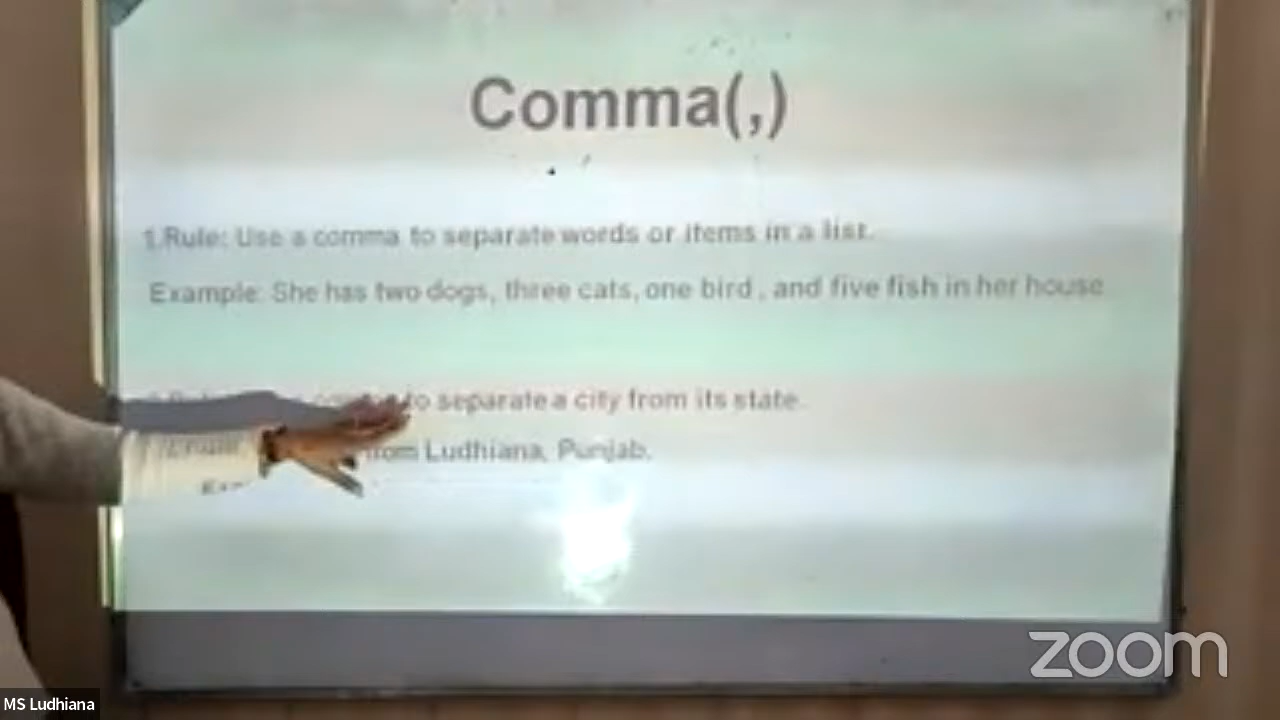 Comma(,)
1.Rule: Use a comma to separate words or items in a list.
Example: She has two dogs, three cats, one bird , and five fish in her house
to separate a city from its state.
from Ludhiana, Punjab.
zoom
MS Ludhiana